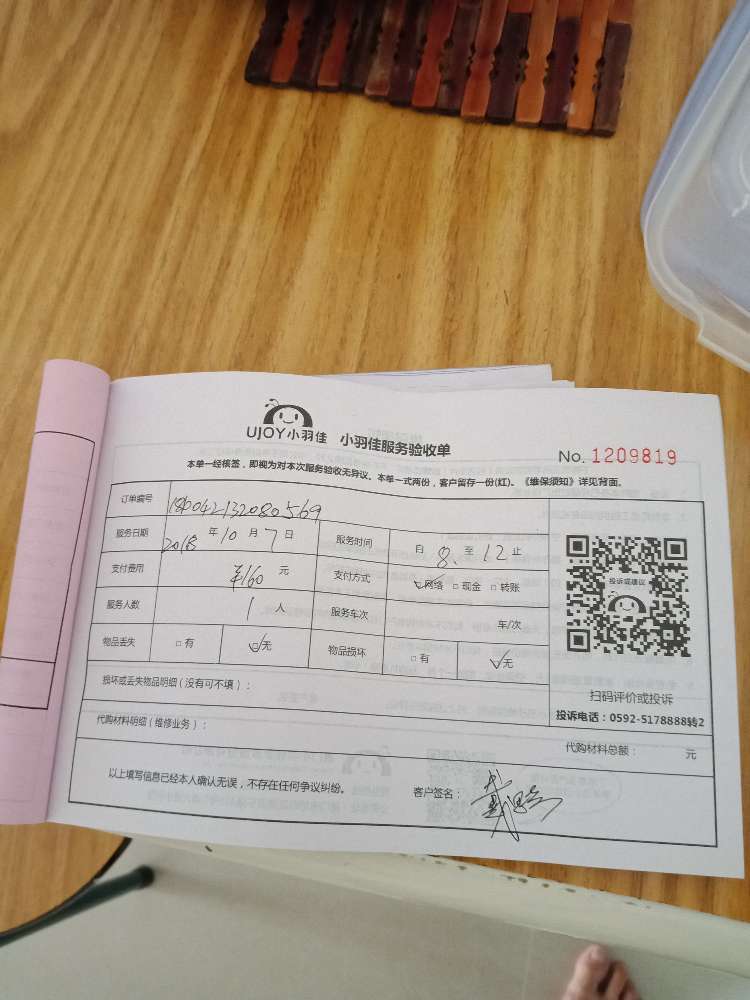 UJOY小羽佳 小羽佳服务验收单
No. 1209819
本单一经核签，即视为对本次服务验收无异议。本单一式两份，客户留存一份(红)。《维保须知》详见背面。
订单编号 180042132080569
服务日期 2018 年 10 月 7 日 服务时间 自 8. 至 12 止
支付费用 ¥160 元 支付方式 ☑网络 □现金 □转账
服务人数 1 人 服务车次 车/次
物品丢失 □有 ☑无 物品损坏 □有 ☑无
投诉或建议
扫码评价或投诉
投诉电话：0592-5178888转2
损坏或丢失物品明细（没有可不填）：
代购材料明细（维修业务）：
代购材料总额： 元
以上填写信息已经本人确认无误，不存在任何争议纠纷。 客户签名：